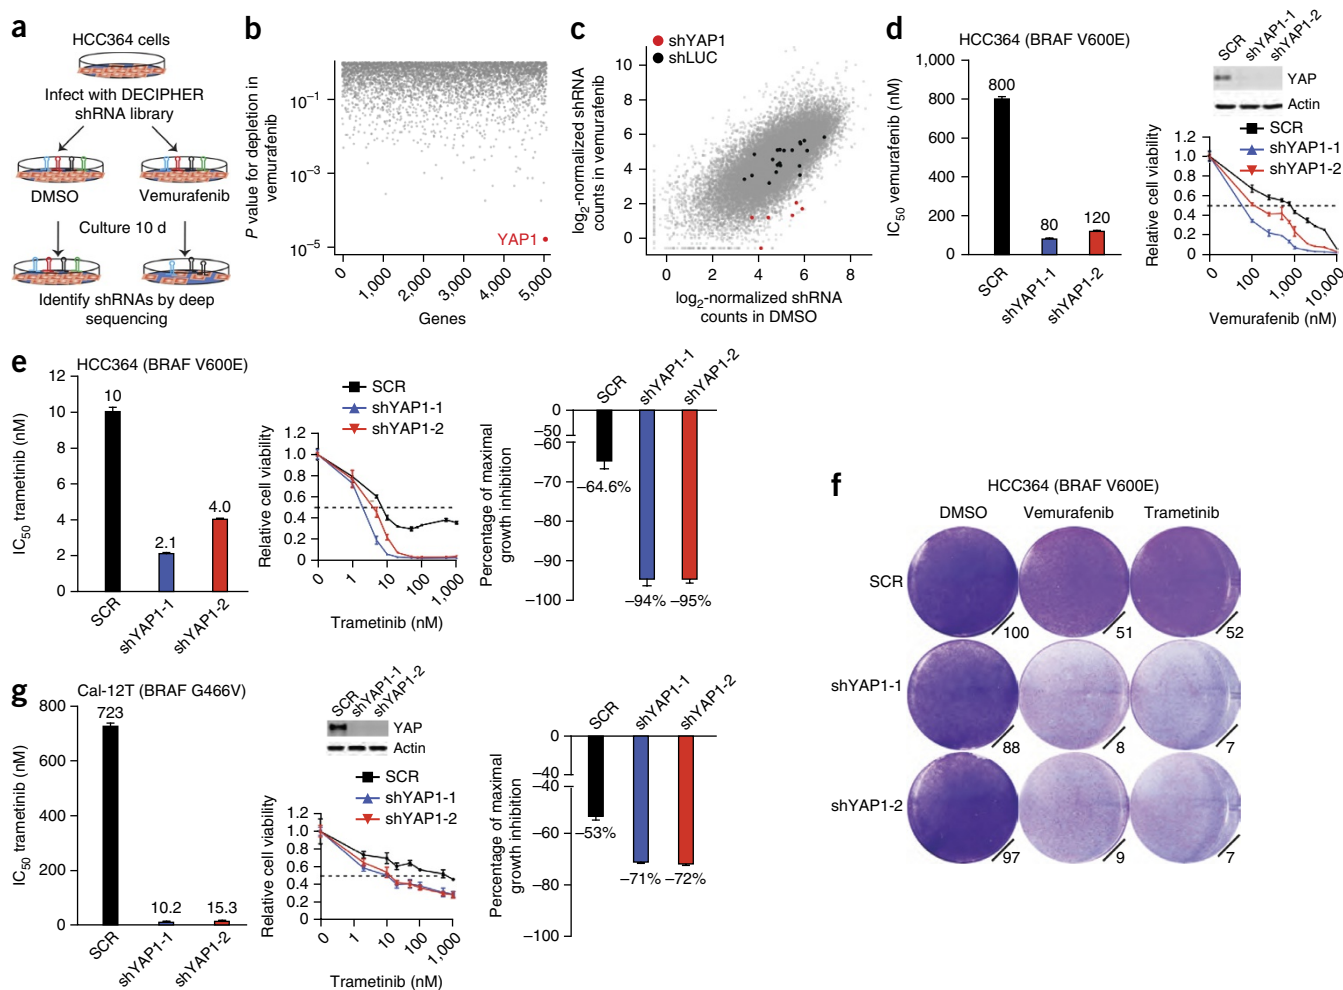 a
HCC364 cells
Infect with DECIPHER
shRNA library
DMSO
Vemurafenib
Culture 10 d
Identify shRNAs by deep
sequencing
b
P value for depletion in
vemurafenib
10−1
10−3
10−5
YAP1
0
1,000
2,000
3,000
4,000
5,000
Genes
c
shYAP1
shLUC
log2-normalized shRNA
counts in vemurafenib
10
8
6
4
2
0
0 2 4 6 8
log2-normalized shRNA
counts in DMSO
d
HCC364 (BRAF V600E)
IC50 vemurafenib (nM)
1,000
800
600
400
200
0
800
80
120
SCR
shYAP1-1
shYAP1-2
SCR
shYAP1-1
shYAP1-2
YAP
Actin
SCR
shYAP1-1
shYAP1-2
Relative cell viability
1.2
1.0
0.8
0.6
0.4
0.2
0
0
100
1,000
10,000
Vemurafenib (nM)
e
HCC364 (BRAF V600E)
IC50 trametinib (nM)
12
10
8
6
4
2
0
10
2.1
4.0
SCR
shYAP1-1
shYAP1-2
SCR
shYAP1-1
shYAP1-2
Relative cell viability
1.2
1.0
0.8
0.6
0.4
0.2
0
0
1
10
100
1,000
Trametinib (nM)
SCR
shYAP1-1
shYAP1-2
Percentage of maximal
growth inhibition
0
−50
−60
−70
−80
−90
−100
−64.6%
−94%
−95%
f
HCC364 (BRAF V600E)
DMSO
Vemurafenib
Trametinib
SCR
100
51
52
shYAP1-1
88
8
7
shYAP1-2
97
9
7
g
Cal-12T (BRAF G466V)
IC50 trametinib (nM)
800
600
400
200
0
723
10.2
15.3
SCR
shYAP1-1
shYAP1-2
SCR
shYAP1-1
shYAP1-2
YAP
Actin
SCR
shYAP1-1
shYAP1-2
Relative cell viability
1.2
1.0
0.8
0.6
0.4
0.2
0
0
1
10
100
1,000
Trametinib (nM)
SCR
shYAP1-1
shYAP1-2
Percentage of maximal
growth inhibition
0
−40
−40
−60
−80
−100
−53%
−71%
−72%